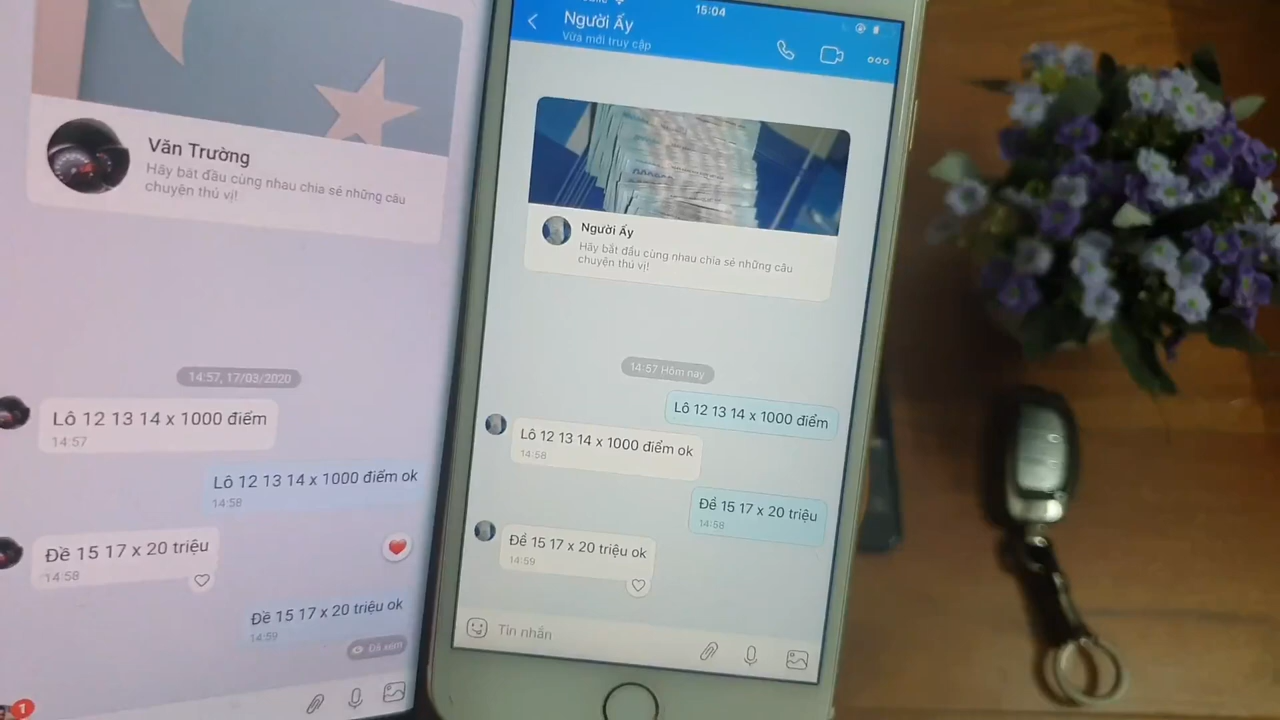 Văn Trường
Hãy bắt đầu cùng nhau chia sẻ những câu
chuyện thú vị!
14:57, 17/03/2020
Lô 12 13 14 x 1000 điểm
14:57
Lô 12 13 14 x 1000 điểm ok
14:58
Đề 15 17 x 20 triệu
14:58
Đề 15 17 x 20 triệu ok
14:59
Đã xem
1
15:04
Người Ấy
Vừa mới truy cập
Người Ấy
Hãy bắt đầu cùng nhau chia sẻ những câu
chuyện thú vị!
14:57 Hôm nay
Lô 12 13 14 x 1000 điểm
Lô 12 13 14 x 1000 điểm ok
14:58
Đề 15 17 x 20 triệu
14:58
Đề 15 17 x 20 triệu ok
14:59
Tin nhắn